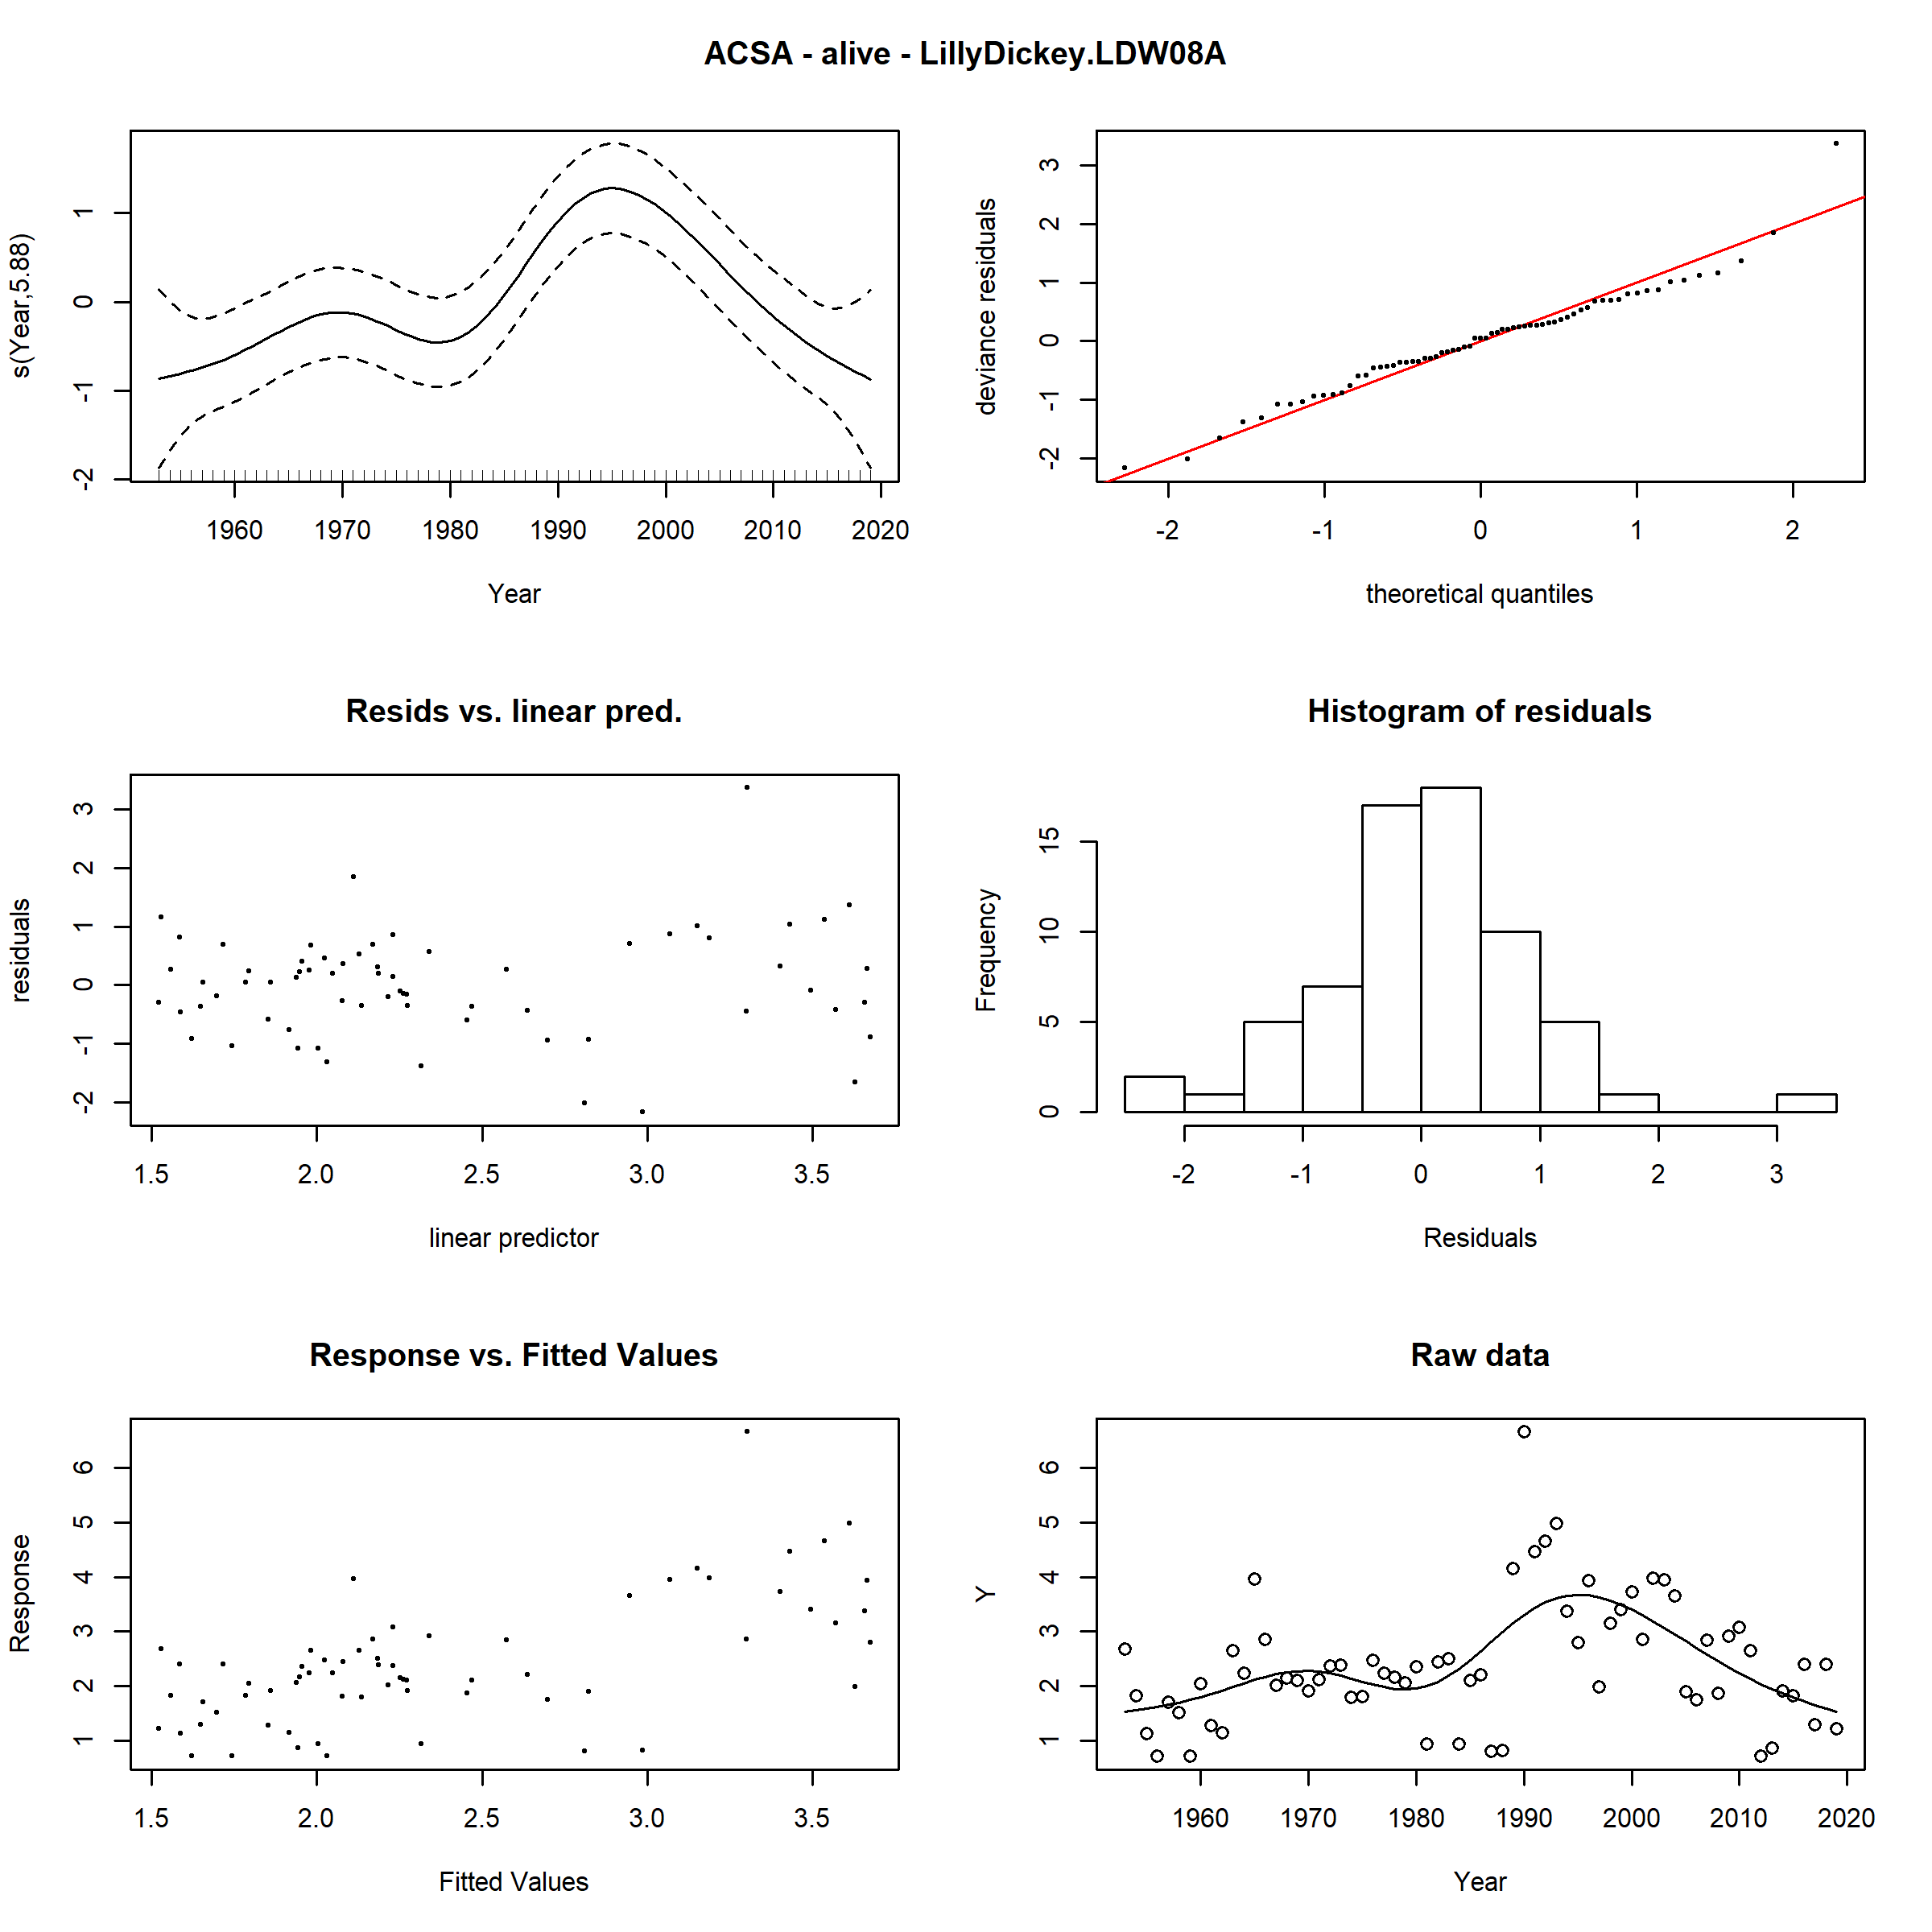 ACSA - alive - LillyDickey.LDW08A
s(Year,5.88)
-2 -1 0 1
1960 1970 1980 1990 2000 2010 2020
Year
deviance residuals
-2 -1 0 1 2 3
-2 -1 0 1 2
theoretical quantiles
Resids vs. linear pred.
residuals
-2 -1 0 1 2 3
1.5 2.0 2.5 3.0 3.5
linear predictor
Histogram of residuals
Frequency
0 5 10 15
-2 -1 0 1 2 3
Residuals
Response vs. Fitted Values
Response
1 2 3 4 5 6
1.5 2.0 2.5 3.0 3.5
Fitted Values
Raw data
Y
1 2 3 4 5 6
1960 1970 1980 1990 2000 2010 2020
Year